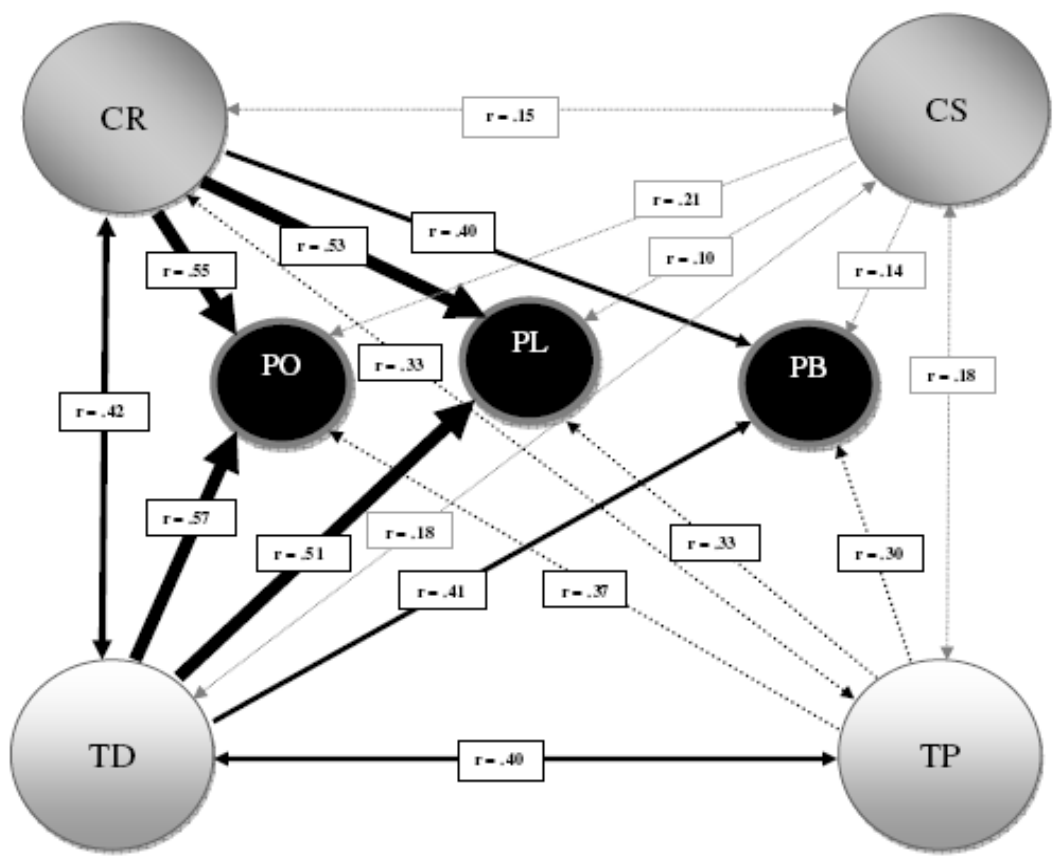 CR
CS
r = .15
r = .21
r = .40
r = .53
r = .10
r = .55
r = .14
PL
PO
PB
r = .33
r = .18
r = .42
r = .57
r = .18
r = .33
r = .51
r = .30
r = .41
r = .37
TD
TP
r = .40